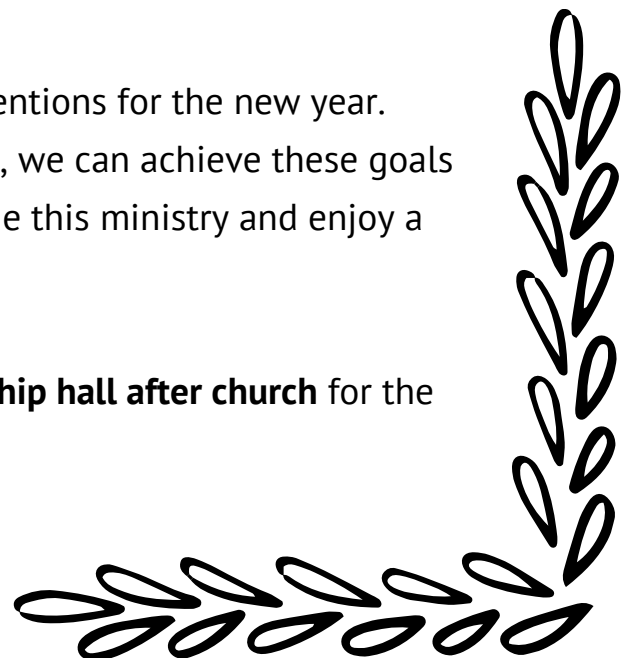 entions for the new year.
, we can achieve these goals
e this ministry and enjoy a
hip hall after church for the